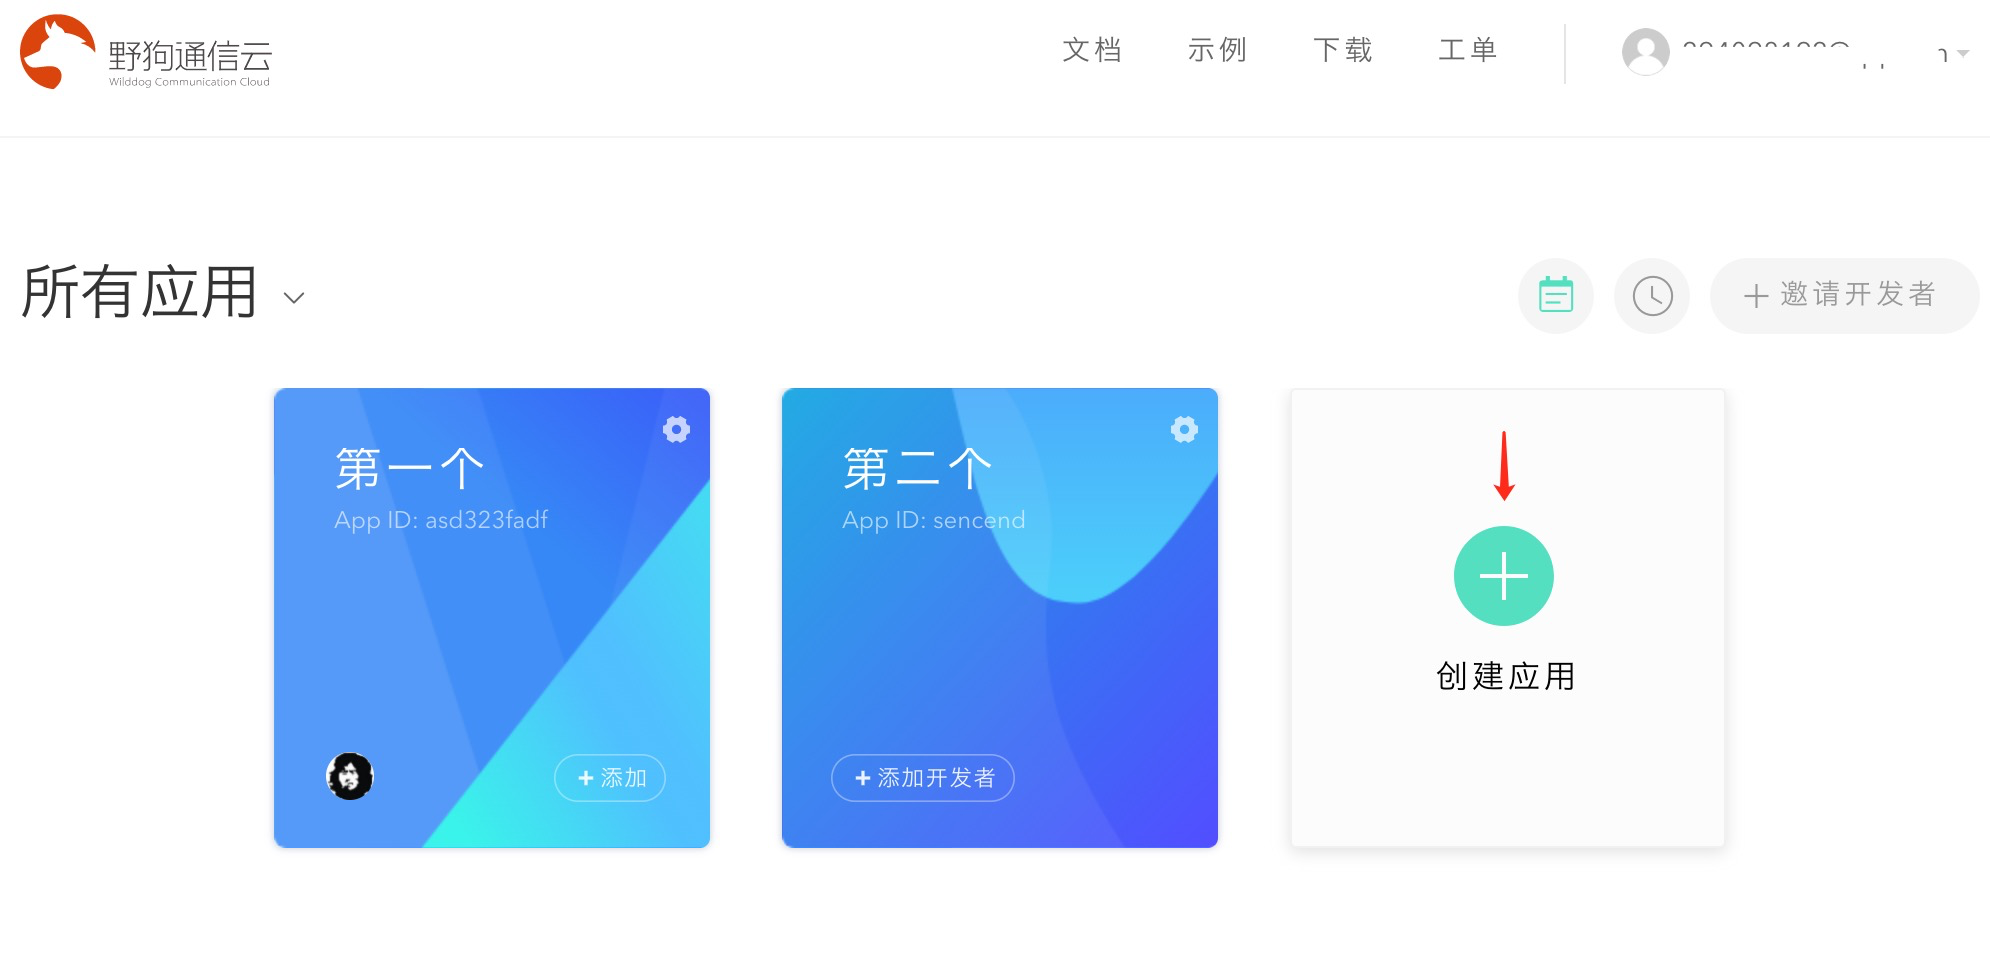 野狗通信云
Wilddog Communication Cloud
文档
示例
下载
工单
所有应用
邀请开发者
第一个
App ID: asd323fadf
添加
第二个
App ID: sencend
添加开发者
创建应用